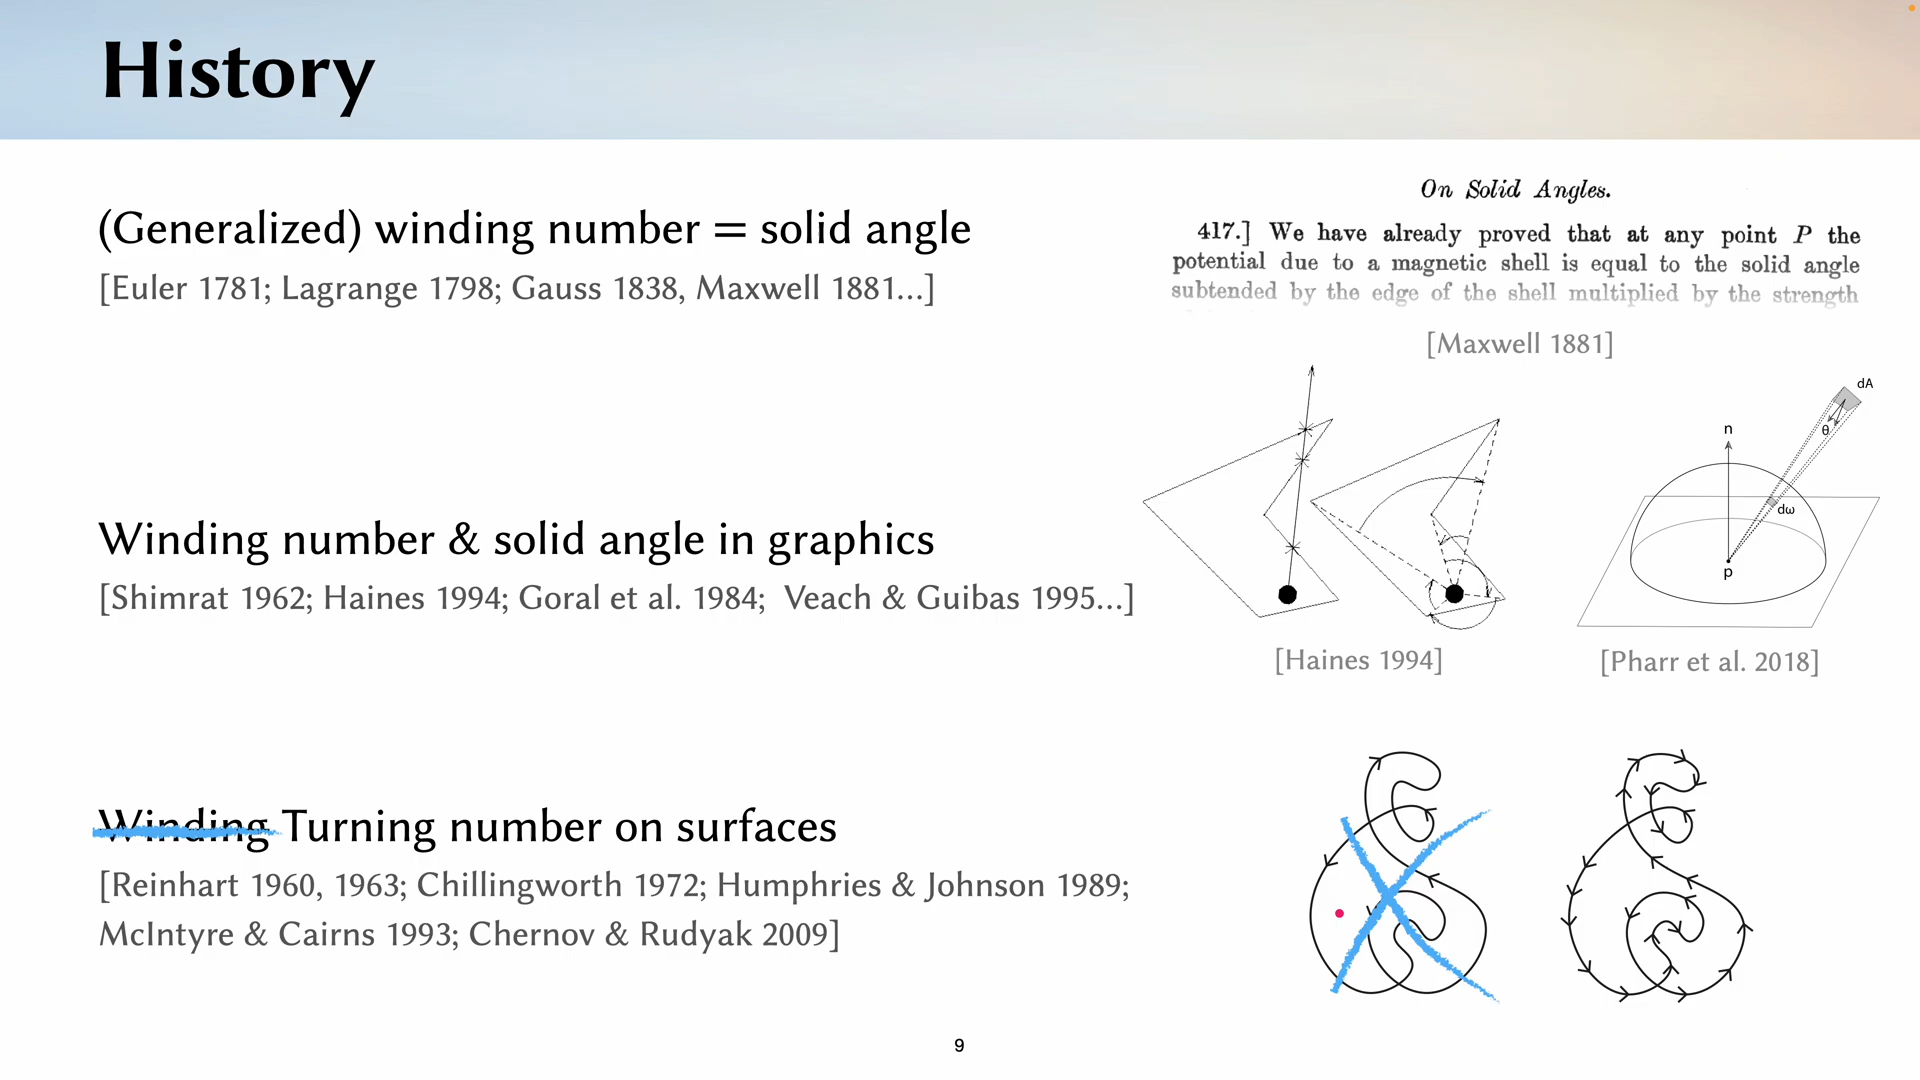 History
(Generalized) winding number = solid angle
[Euler 1781; Lagrange 1798; Gauss 1838, Maxwell 1881...]
On Solid Angles.
417.] We have already proved that at any point P the
potential due to a magnetic shell is equal to the solid angle
subtended by the edge of the shell multiplied by the strength
[Maxwell 1881]
Winding number & solid angle in graphics
[Shimrat 1962; Haines 1994; Goral et al. 1984; Veach & Guibas 1995...]
dA
θ
n
dω
p
[Haines 1994]
[Pharr et al. 2018]
Winding Turning number on surfaces
[Reinhart 1960, 1963; Chillingworth 1972; Humphries & Johnson 1989;
McIntyre & Cairns 1993; Chernov & Rudyak 2009]
9